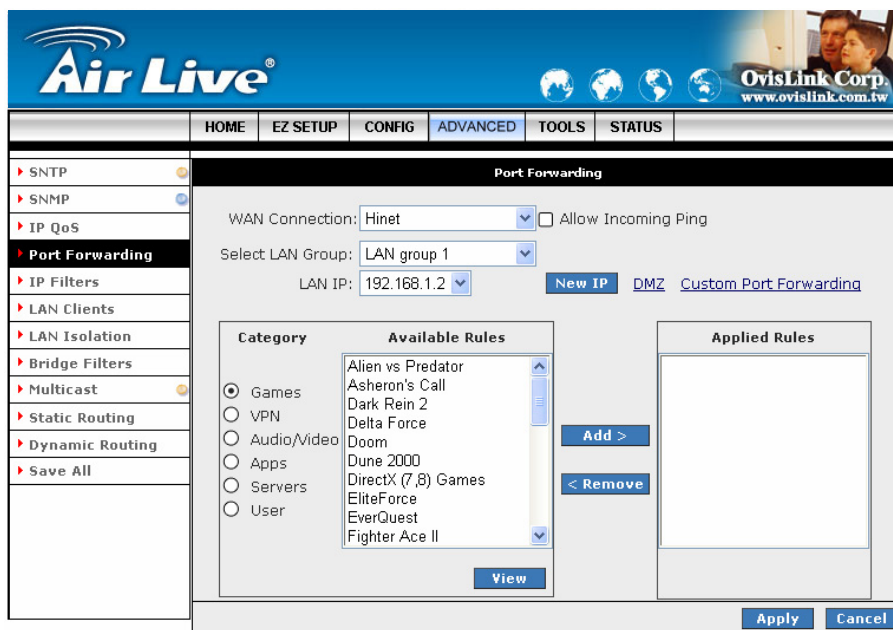 Air Live®
OvisLink Corp.
www.ovislink.com.tw
HOME EZ SETUP CONFIG ADVANCED TOOLS STATUS
SNTP
SNMP
IP QoS
Port Forwarding
IP Filters
LAN Clients
LAN Isolation
Bridge Filters
Multicast
Static Routing
Dynamic Routing
Save All
Port Forwarding
WAN Connection: Hinet Allow Incoming Ping
Select LAN Group: LAN group 1
LAN IP: 192.168.1.2 New IP DMZ Custom Port Forwarding
Category
Games
VPN
Audio/Video
Apps
Servers
User
Available Rules
Alien vs Predator
Asheron's Call
Dark Rein 2
Delta Force
Doom
Dune 2000
DirectX (7,8) Games
EliteForce
EverQuest
Fighter Ace II
View
Add >
< Remove
Applied Rules
Apply Cancel